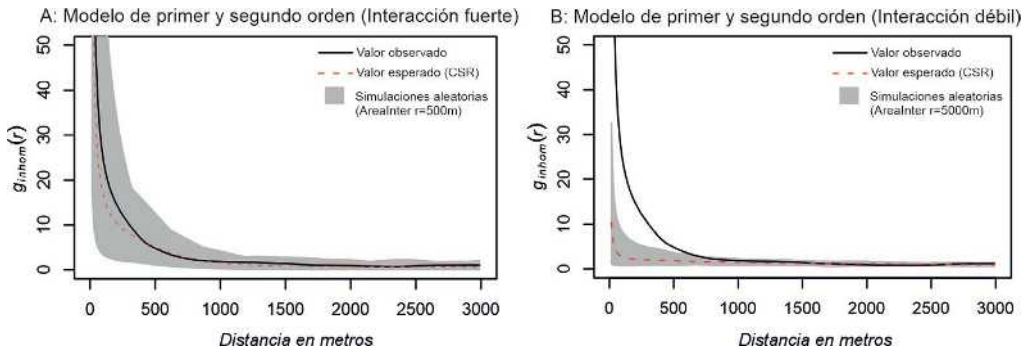 A: Modelo de primer y segundo orden (Interacción fuerte)
50
40
30
20
10
0
g inhom(r)
Valor observado
Valor esperado (CSR)
Simulaciones aleatorias
(AreaInter r=500m)
0 500 1000 1500 2000 2500 3000
Distancia en metros
B: Modelo de primer y segundo orden (Interacción débil)
50
40
30
20
10
0
g inhom(r)
Valor observado
Valor esperado (CSR)
Simulaciones aleatorias
(AreaInter r=5000m)
0 500 1000 1500 2000 2500 3000
Distancia en metros